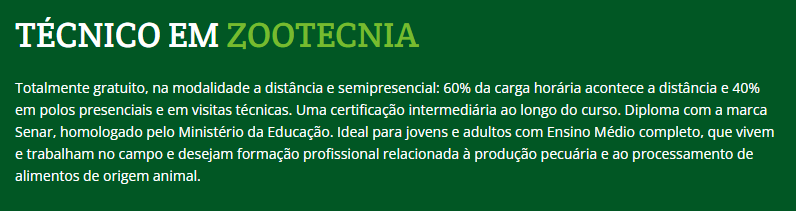 TÉCNICO EM ZOOTECNIA
Totalmente gratuito, na modalidade a distância e semipresencial: 60% da carga horária acontece a distância e 40%
em polos presenciais e em visitas técnicas. Uma certificação intermediária ao longo do curso. Diploma com a marca
Senar, homologado pelo Ministério da Educação. Ideal para jovens e adultos com Ensino Médio completo, que vivem
e trabalham no campo e desejam formação profissional relacionada à produção pecuária e ao processamento de
alimentos de origem animal.